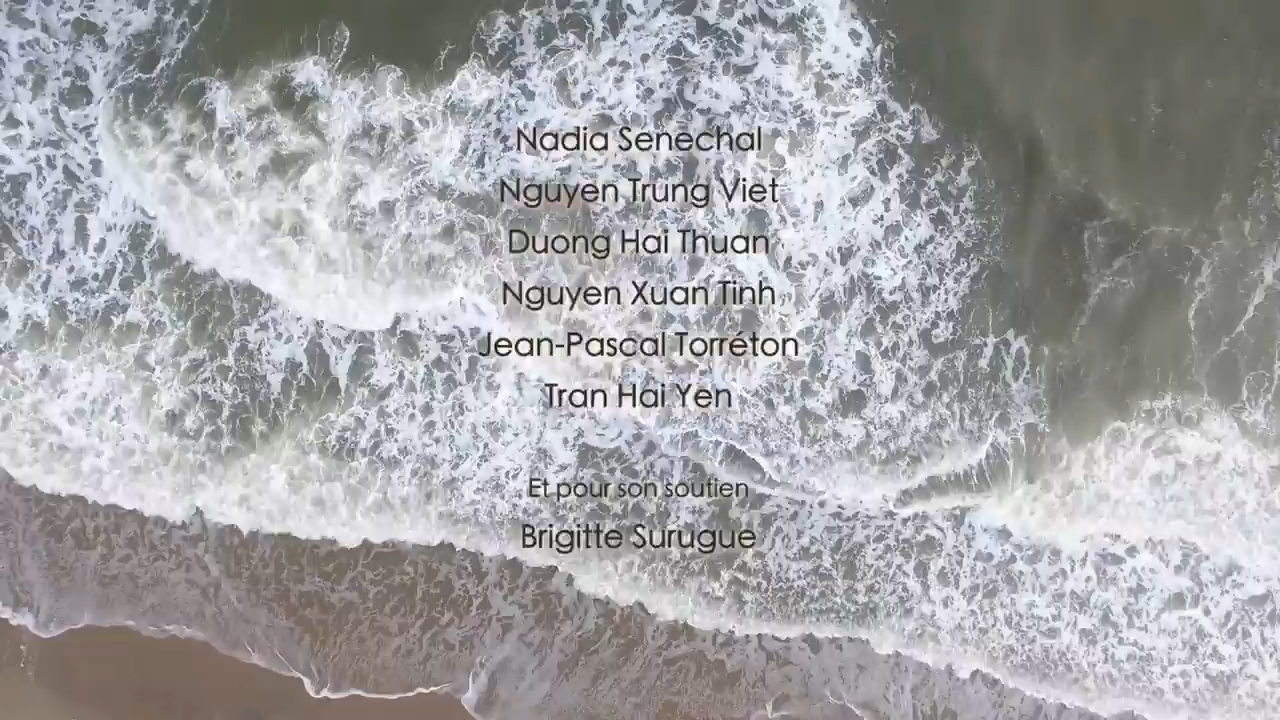 Nadia Senechal
Nguyen Trung Viet
Duong Hai Thuan
Nguyen Xuan Tinh
Jean-Pascal Torréton
Tran Hai Yen
Et pour son soutien
Brigitte Surugue